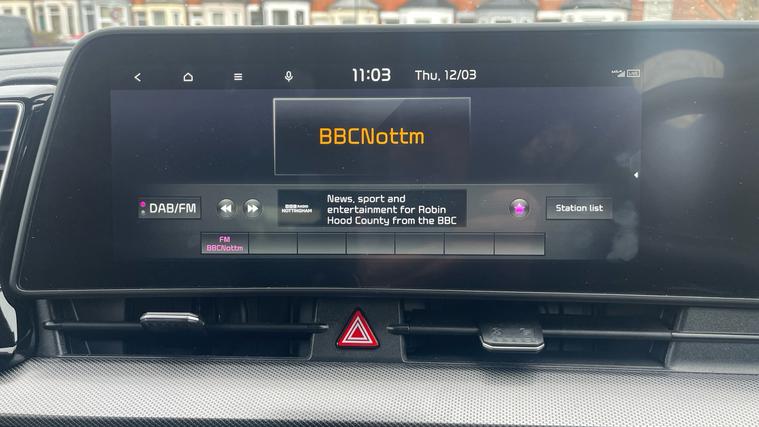 11:03 Thu, 12/03
LIVE
BBCNottm
DAB/FM
BBC RADIO
NOTTINGHAM
News, sport and
entertainment for Robin
Hood County from the BBC
Station list
FM
BBCNottm